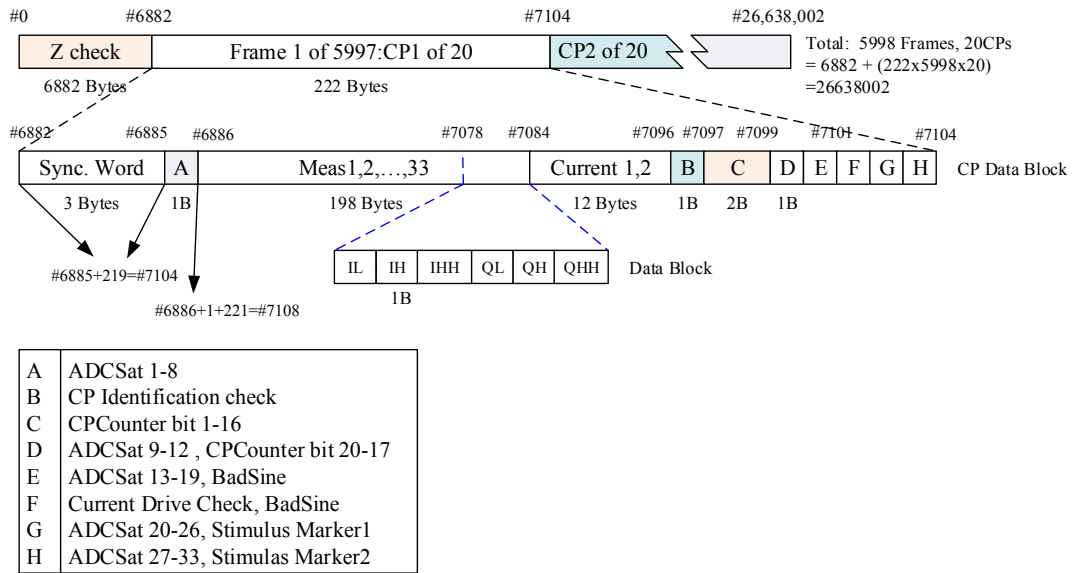 #0 #6882 #7104 #26,638,002
Z check Frame 1 of 5997:CP1 of 20 CP2 of 20
Total: 5998 Frames, 20CPs
= 6882 + (222x5998x20)
=26638002
6882 Bytes 222 Bytes
#6882 #6885 #6886 #7078 #7084 #7096 #7097 #7099 #7101 #7104
Sync. Word A Meas1,2,…,33 Current 1,2 B C D E F G H CP Data Block
3 Bytes 1B 198 Bytes 12 Bytes 1B 2B 1B
IL IH IHH QL QH QHH Data Block
1B
#6885+219=#7104
#6886+1+221=#7108
A ADCSat 1-8
B CP Identification check
C CPCounter bit 1-16
D ADCSat 9-12 , CPCounter bit 20-17
E ADCSat 13-19, BadSine
F Current Drive Check, BadSine
G ADCSat 20-26, Stimulus Marker1
H ADCSat 27-33, Stimulas Marker2